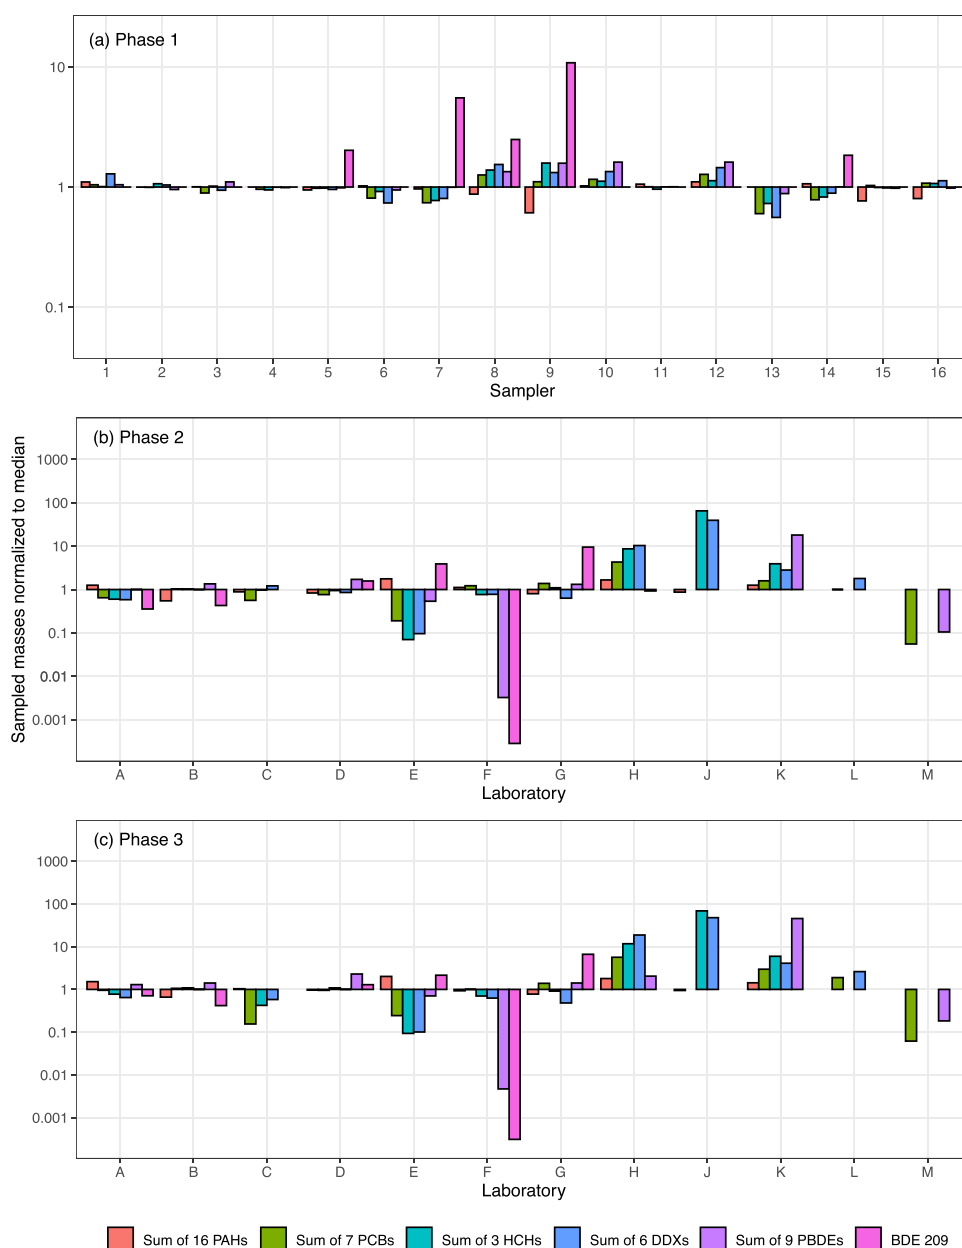 (a) Phase 1
10
1
0.1
1 2 3 4 5 6 7 8 9 10 11 12 13 14 15 16
Sampler
Sampled masses normalized to median
(b) Phase 2
1000
100
10
1
0.1
0.01
0.001
A B C D E F G H J K L M
Laboratory
(c) Phase 3
1000
100
10
1
0.1
0.01
0.001
A B C D E F G H J K L M
Laboratory
Sum of 16 PAHs Sum of 7 PCBs Sum of 3 HCHs Sum of 6 DDXs Sum of 9 PBDEs BDE 209